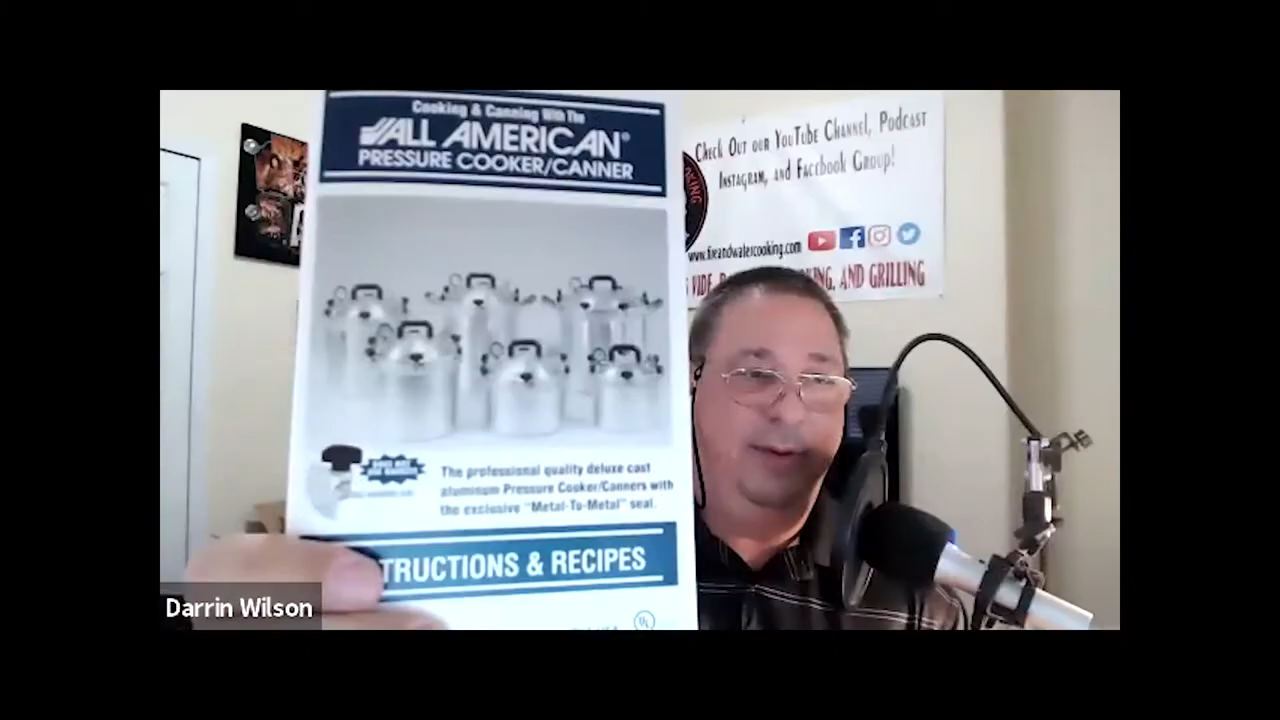 Cooking & Canning With The
ALL AMERICAN®
PRESSURE COOKER/CANNER
The professional quality deluxe cast
aluminum Pressure Cooker/Canners with
the exclusive "Metal-To-Metal" seal.
TRUCTIONS & RECIPES
UL
Check Out our YouTube Channel, Podcast
Instagram, and Facebook Group!
www.fireandwatercooking.com
VIDE, AND GRILLING
Darrin Wilson